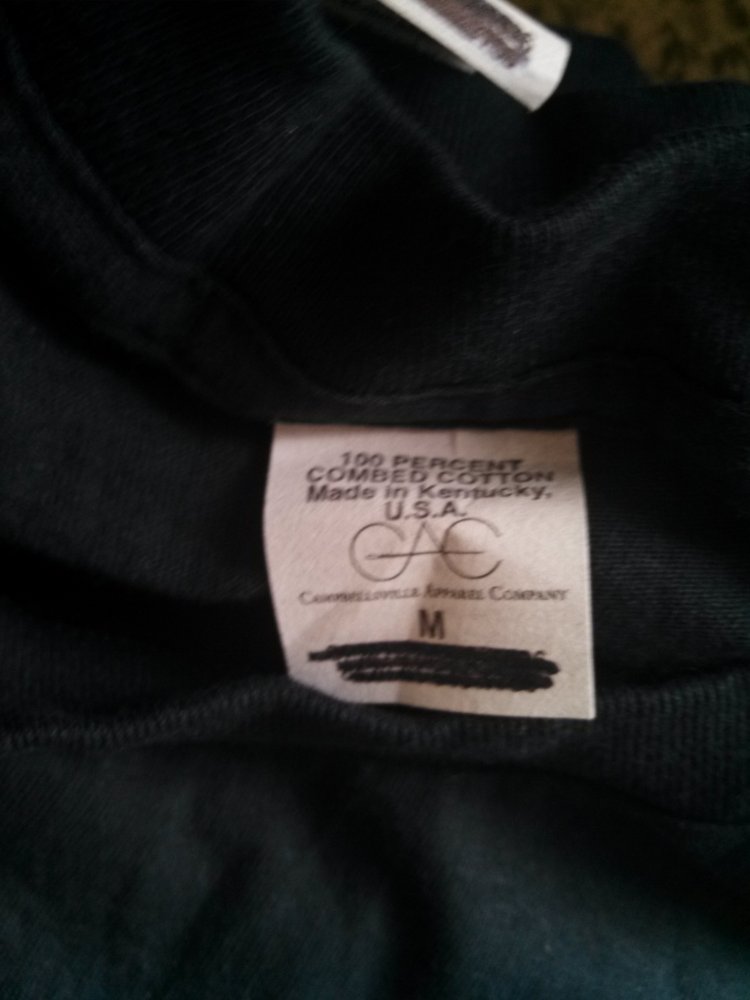 100 PERCENT
COMBED COTTON
Made in Kentucky,
U.S.A.
CAC
CAMPBELLSVILLE APPAREL COMPANY
M